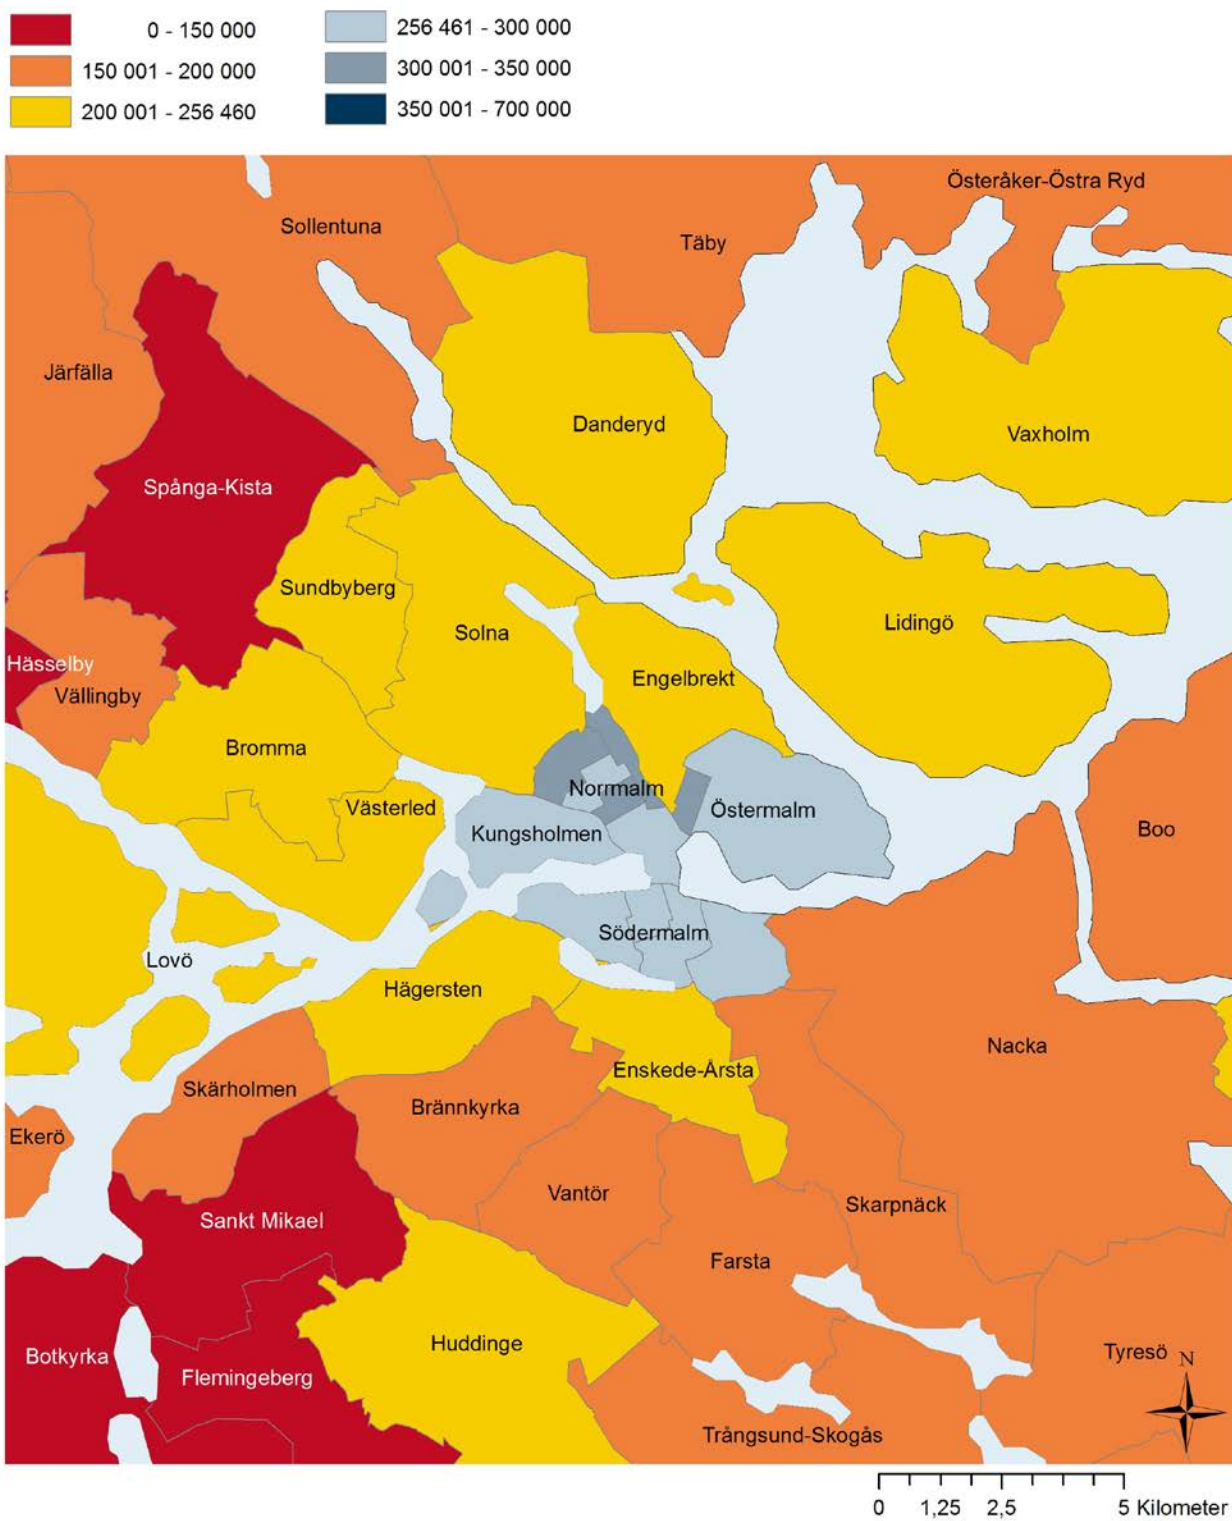 0 - 150 000
150 001 - 200 000
200 001 - 256 460
256 461 - 300 000
300 001 - 350 000
350 001 - 700 000
Österåker-Östra Ryd
Sollentuna
Täby
Järfälla
Danderyd
Vaxholm
Spånga-Kista
Sundbyberg
Solna
Lidingö
Hässelby
Engelbrekt
Vällingby
Bromma
Norrmalm
Västerled
Östermalm
Kungsholmen
Boo
Södermalm
Lovö
Hägersten
Nacka
Enskede-Årsta
Skärholmen
Brännkyrka
Ekerö
Vantör
Skarpnäck
Sankt Mikael
Farsta
Huddinge
Tyresö
N
Botkyrka
Flemingeberg
Trångsund-Skogås
0 1,25 2,5 5 Kilometer